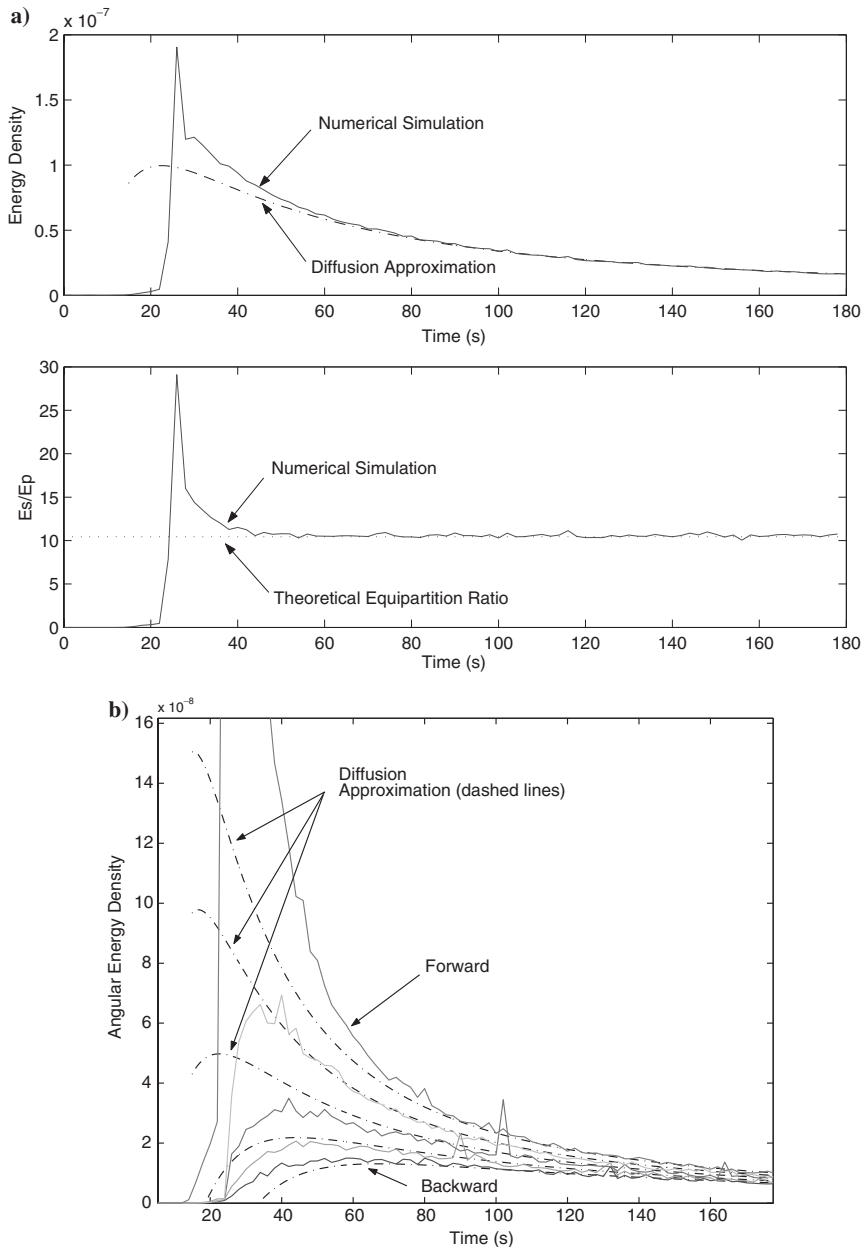 a)
x 10⁻⁷
2
1.5
1
0.5
0
Energy Density
Numerical Simulation
Diffusion Approximation
0 20 40 60 80 100 120 140 160 180
Time (s)
30
25
20
15
10
5
0
Es/Ep
Numerical Simulation
Theoretical Equipartition Ratio
0 20 40 60 80 100 120 140 160 180
Time (s)
b)
x 10⁻⁸
16
14
12
10
8
6
4
2
0
Angular Energy Density
Diffusion
Approximation (dashed lines)
Forward
Backward
20 40 60 80 100 120 140 160
Time (s)